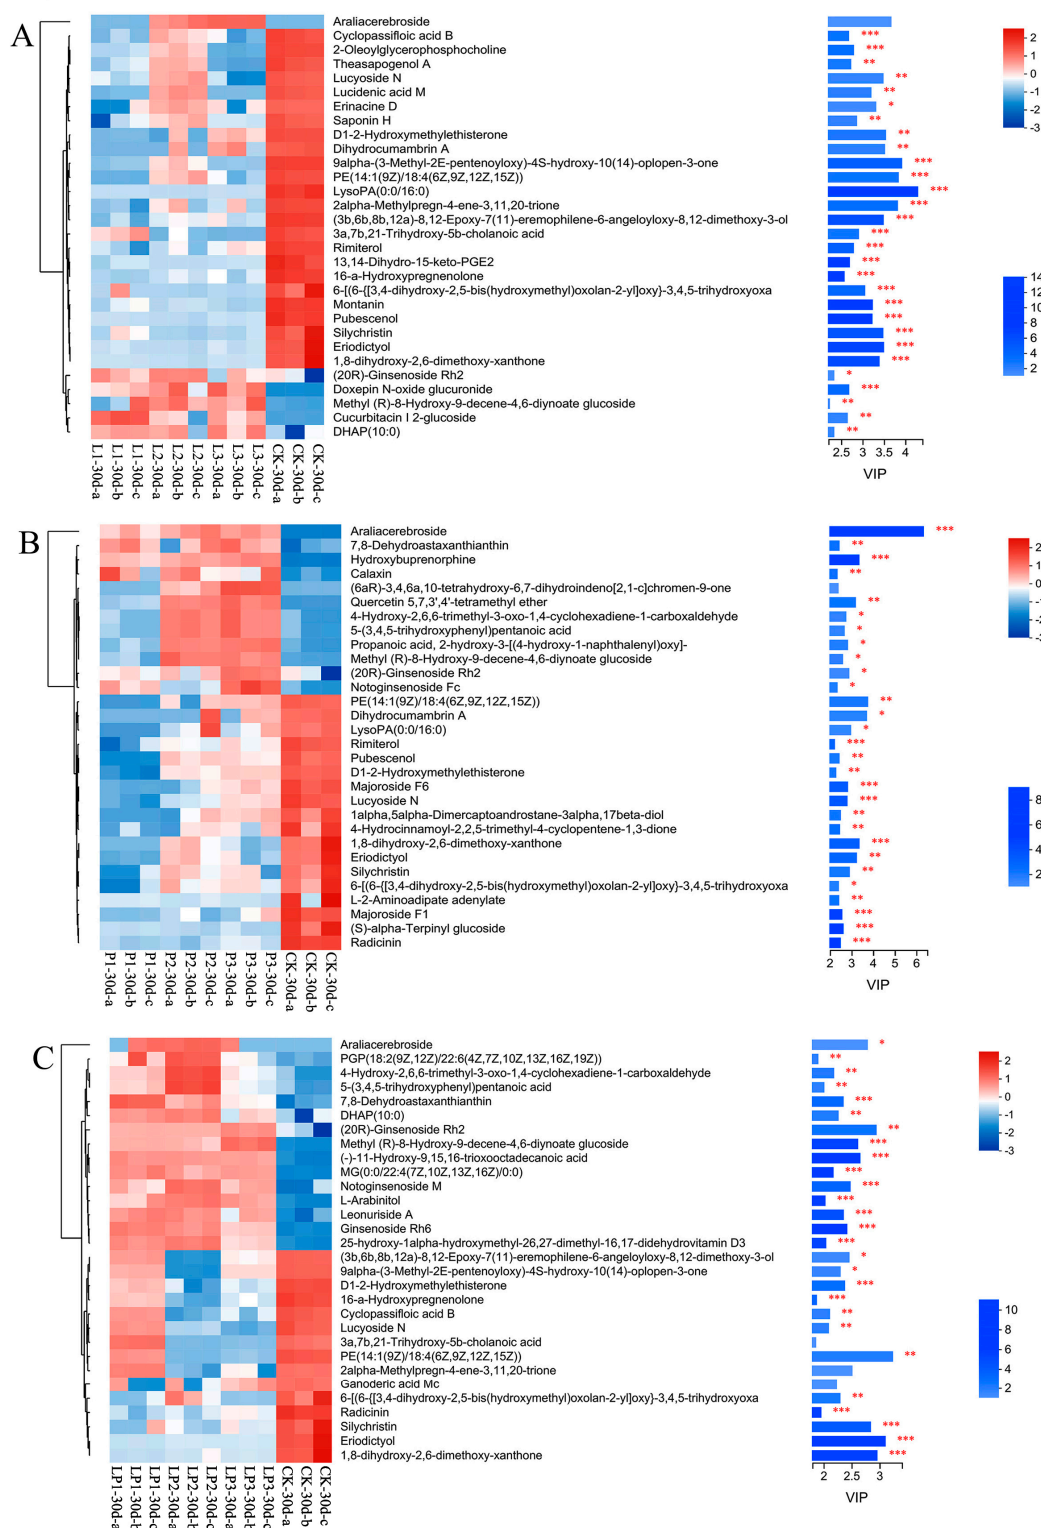 A
Araliacerebroside
Cyclopassifloic acid B
***
2-Oleoylglycerophosphocholine
***
Theasapogenol A
**
Lucyoside N
**
Lucidenic acid M
**
Erinacine D
*
Saponin H
**
D1-2-Hydroxymethylethisterone
**
Dihydrocumambrin A
**
9alpha-(3-Methyl-2E-pentenoyloxy)-4S-hydroxy-10(14)-oplopen-3-one
***
PE(14:1(9Z)/18:4(6Z,9Z,12Z,15Z))
***
LysoPA(0:0/16:0)
***
2alpha-Methylpregn-4-ene-3,11,20-trione
***
(3b,6b,8b,12a)-8,12-Epoxy-7(11)-eremophilene-6-angeloyloxy-8,12-dimethoxy-3-ol
***
3a,7b,21-Trihydroxy-5b-cholanoic acid
***
Rimiterol
***
13,14-Dihydro-15-keto-PGE2
***
16-a-Hydroxypregnenolone
***
6-[(6-{[3,4-dihydroxy-2,5-bis(hydroxymethyl)oxolan-2-yl]oxy}-3,4,5-trihydroxyoxa
***
Montanin
***
Pubescenol
***
Silychristin
***
Eriodictyol
***
1,8-dihydroxy-2,6-dimethoxy-xanthone
***
(20R)-Ginsenoside Rh2
*
Doxepin N-oxide glucuronide
***
Methyl (R)-8-Hydroxy-9-decene-4,6-diynoate glucoside
**
Cucurbitacin I 2-glucoside
**
DHAP(10:0)
**
L1-30d-a
L1-30d-b
L1-30d-c
L2-30d-a
L2-30d-b
L2-30d-c
L3-30d-a
L3-30d-b
L3-30d-c
CK-30d-a
CK-30d-b
CK-30d-c
2.5 3 3.5 4
VIP
2
1
0
-1
-2
-3
14
12
10
8
6
4
2
B
Araliacerebroside
***
7,8-Dehydroastaxanthianthin
**
Hydroxybuprenorphine
***
Calaxin
**
(6aR)-3,4,6a,10-tetrahydroxy-6,7-dihydroindeno[2,1-c]chromen-9-one
Quercetin 5,7,3',4'-tetramethyl ether
**
4-Hydroxy-2,6,6-trimethyl-3-oxo-1,4-cyclohexadiene-1-carboxaldehyde
*
5-(3,4,5-trihydroxyphenyl)pentanoic acid
*
Propanoic acid, 2-hydroxy-3-[(4-hydroxy-1-naphthalenyl)oxy]-
*
Methyl (R)-8-Hydroxy-9-decene-4,6-diynoate glucoside
*
(20R)-Ginsenoside Rh2
*
Notoginsenoside Fc
*
PE(14:1(9Z)/18:4(6Z,9Z,12Z,15Z))
**
Dihydrocumambrin A
*
LysoPA(0:0/16:0)
*
Rimiterol
***
Pubescenol
**
D1-2-Hydroxymethylethisterone
**
Majoroside F6
***
Lucyoside N
***
1alpha,5alpha-Dimercaptoandrostane-3alpha,17beta-diol
**
4-Hydrocinnamoyl-2,2,5-trimethyl-4-cyclopentene-1,3-dione
**
1,8-dihydroxy-2,6-dimethoxy-xanthone
***
Eriodictyol
**
Silychristin
**
6-[(6-{[3,4-dihydroxy-2,5-bis(hydroxymethyl)oxolan-2-yl]oxy}-3,4,5-trihydroxyoxa
*
L-2-Aminoadipate adenylate
**
Majoroside F1
***
(S)-alpha-Terpinyl glucoside
***
Radicinin
***
P1-30d-a
P1-30d-b
P1-30d-c
P2-30d-a
P2-30d-b
P2-30d-c
P3-30d-a
P3-30d-b
P3-30d-c
CK-30d-a
CK-30d-b
CK-30d-c
2 3 4 5 6
VIP
2
1
0
-1
-2
-3
8
6
4
2
C
Araliacerebroside
*
PGP(18:2(9Z,12Z)/22:6(4Z,7Z,10Z,13Z,16Z,19Z))
**
4-Hydroxy-2,6,6-trimethyl-3-oxo-1,4-cyclohexadiene-1-carboxaldehyde
**
5-(3,4,5-trihydroxyphenyl)pentanoic acid
**
7,8-Dehydroastaxanthianthin
***
DHAP(10:0)
**
(20R)-Ginsenoside Rh2
**
Methyl (R)-8-Hydroxy-9-decene-4,6-diynoate glucoside
***
(-)-11-Hydroxy-9,15,16-trioxooctadecanoic acid
***
MG(0:0/22:4(7Z,10Z,13Z,16Z)/0:0)
***
Notoginsenoside M
***
L-Arabinitol
***
Leonuriside A
***
Ginsenoside Rh6
***
25-hydroxy-1alpha-hydroxymethyl-26,27-dimethyl-16,17-didehydrovitamin D3
***
(3b,6b,8b,12a)-8,12-Epoxy-7(11)-eremophilene-6-angeloyloxy-8,12-dimethoxy-3-ol
*
9alpha-(3-Methyl-2E-pentenoyloxy)-4S-hydroxy-10(14)-oplopen-3-one
*
D1-2-Hydroxymethylethisterone
***
16-a-Hydroxypregnenolone
***
Cyclopassifloic acid B
**
Lucyoside N
**
3a,7b,21-Trihydroxy-5b-cholanoic acid
PE(14:1(9Z)/18:4(6Z,9Z,12Z,15Z))
**
2alpha-Methylpregn-4-ene-3,11,20-trione
Ganoderic acid Mc
6-[(6-{[3,4-dihydroxy-2,5-bis(hydroxymethyl)oxolan-2-yl]oxy}-3,4,5-trihydroxyoxa
**
Radicinin
***
Silychristin
***
Eriodictyol
***
1,8-dihydroxy-2,6-dimethoxy-xanthone
***
LP1-30d-a
LP1-30d-b
LP1-30d-c
LP2-30d-a
LP2-30d-b
LP2-30d-c
LP3-30d-a
LP3-30d-b
LP3-30d-c
CK-30d-a
CK-30d-b
CK-30d-c
2 2.5 3
VIP
2
1
0
-1
-2
-3
10
8
6
4
2